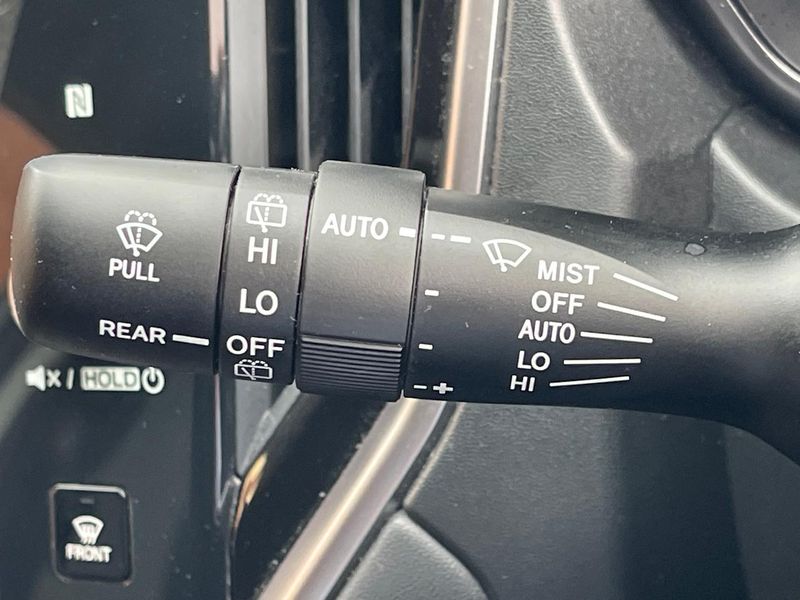 PULL
REAR
HI
LO
OFF
AUTO
- +
MIST
OFF
AUTO
LO
HI
/ HOLD
FRONT